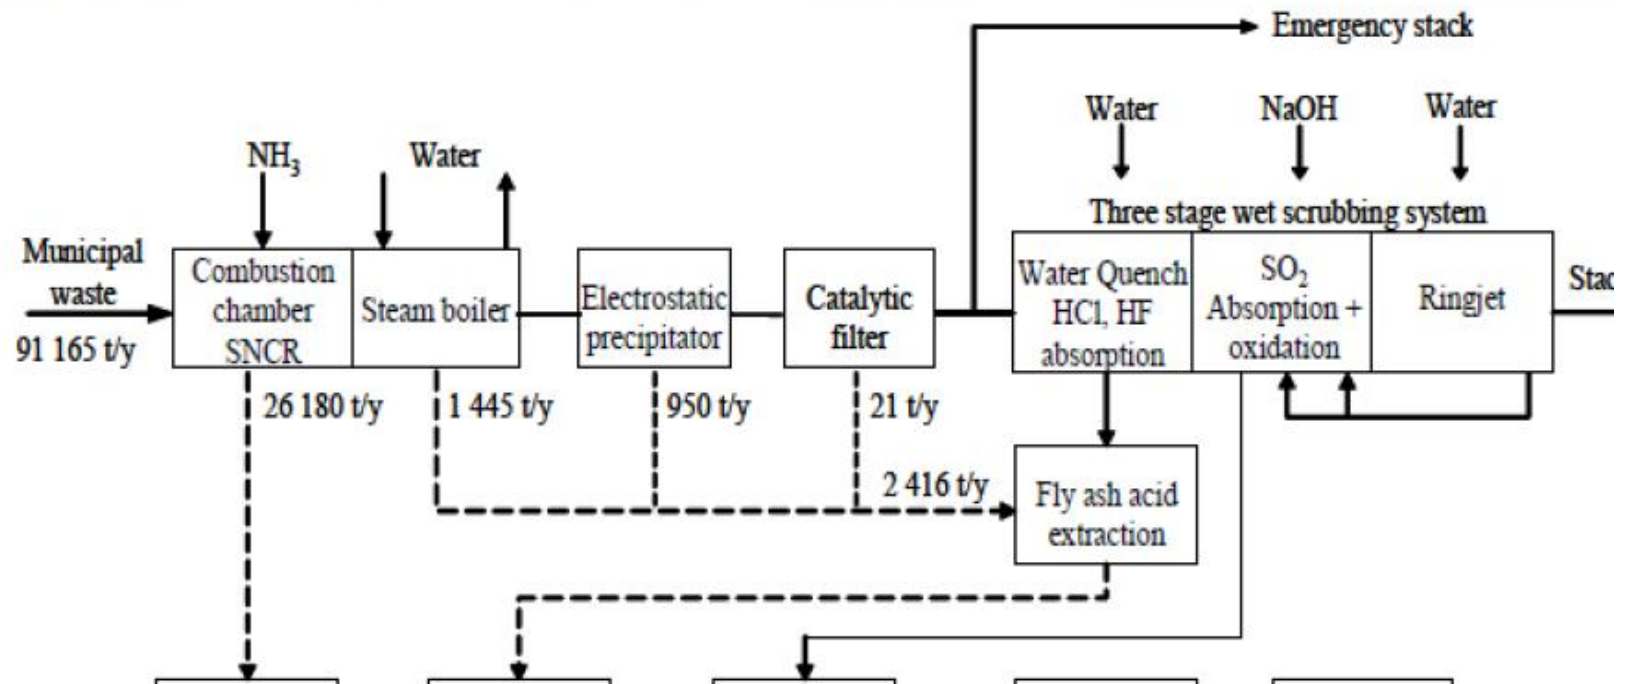 Emergency stack
Water
NaOH
Water
NH₃
Water
Three stage wet scrubbing system
Municipal
waste
91 165 t/y
Combustion
chamber
SNCR
Steam boiler
Electrostatic
precipitator
Catalytic
filter
Water Quench
HCl, HF
absorption
SO₂
Absorption +
oxidation
Ringjet
Stac
26 180 t/y
1 445 t/y
950 t/y
21 t/y
2 416 t/y
Fly ash acid
extraction